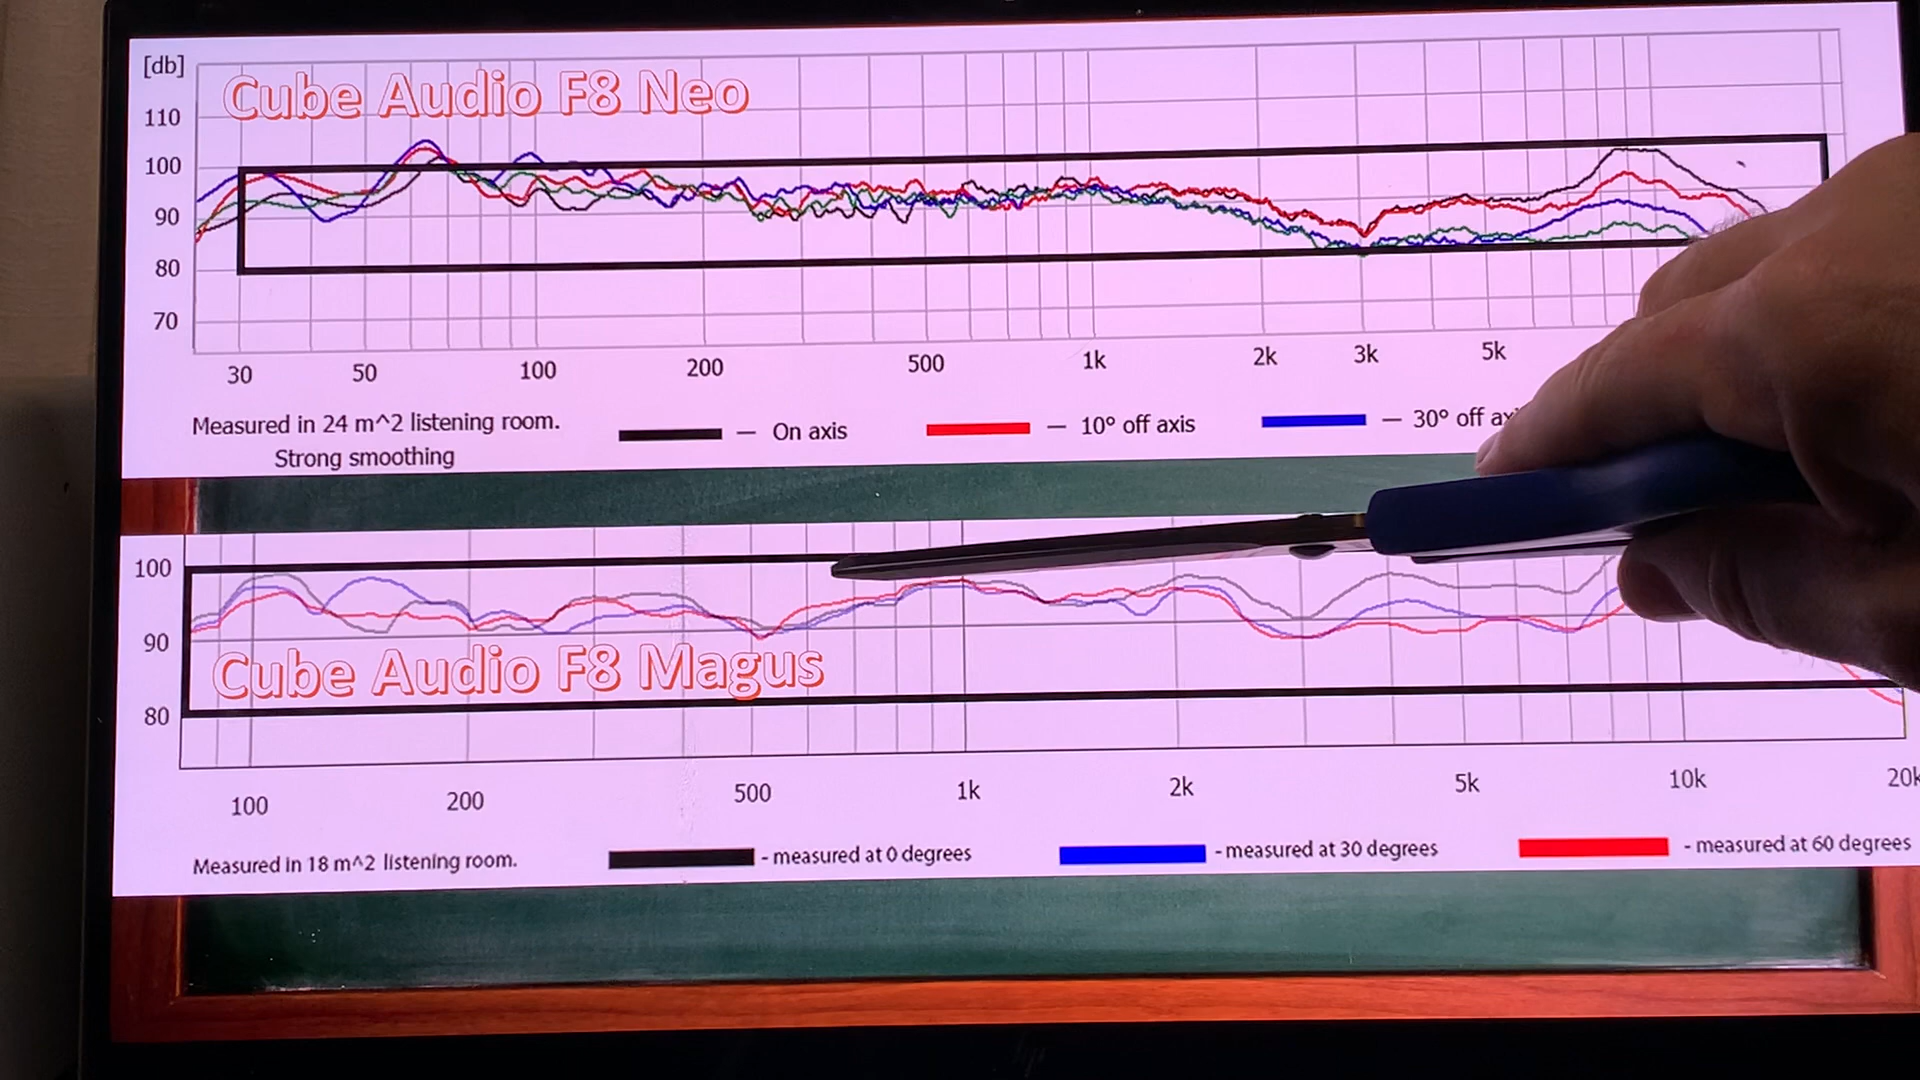 [db]
Cube Audio F8 Neo
110
100
90
80
70
30 50 100 200 500 1k 2k 3k 5k
Measured in 24 m^2 listening room.
Strong smoothing
— On axis
— 10° off axis
— 30° off
100
90
80
Cube Audio F8 Magus
100 200 500 1k 2k 5k 10k 20k
Measured in 18 m^2 listening room.
- measured at 0 degrees
- measured at 30 degrees
- measured at 60 degrees